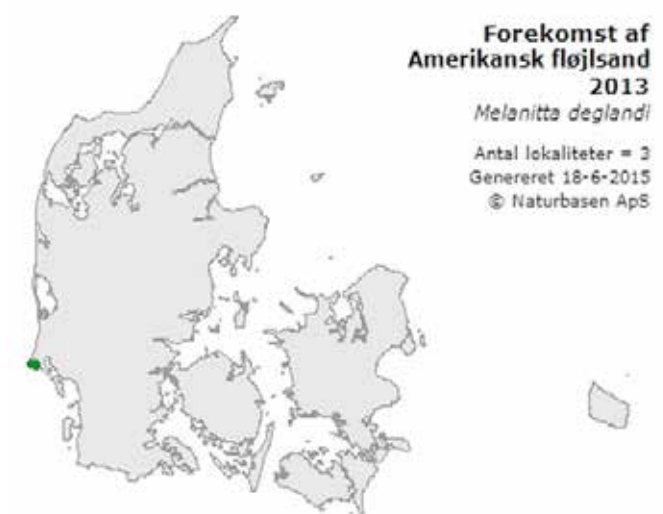 Forekomst af
Amerikansk fløjlsand
2013
Melanitta deglandi
Antal lokaliteter = 3
Genereret 18-6-2015
© Naturbasen ApS